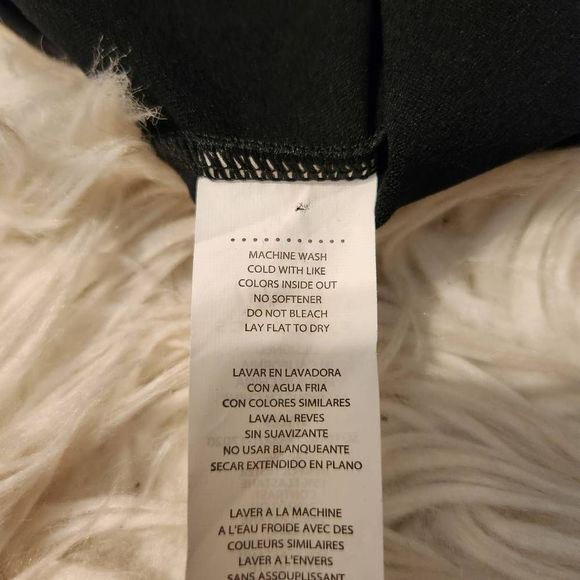 MACHINE WASH
COLD WITH LIKE
COLORS INSIDE OUT
NO SOFTENER
DO NOT BLEACH
LAY FLAT TO DRY
LAVAR EN LAVADORA
CON AGUA FRIA
CON COLORES SIMILARES
LAVA AL REVES
SIN SUAVIZANTE
NO USAR BLANQUEANTE
SECAR EXTENDIDO EN PLANO
LAVER A LA MACHINE
A L'EAU FROIDE AVEC DES
COULEURS SIMILAIRES
LAVER A L'ENVERS
SANS ASSOUPLISSANT